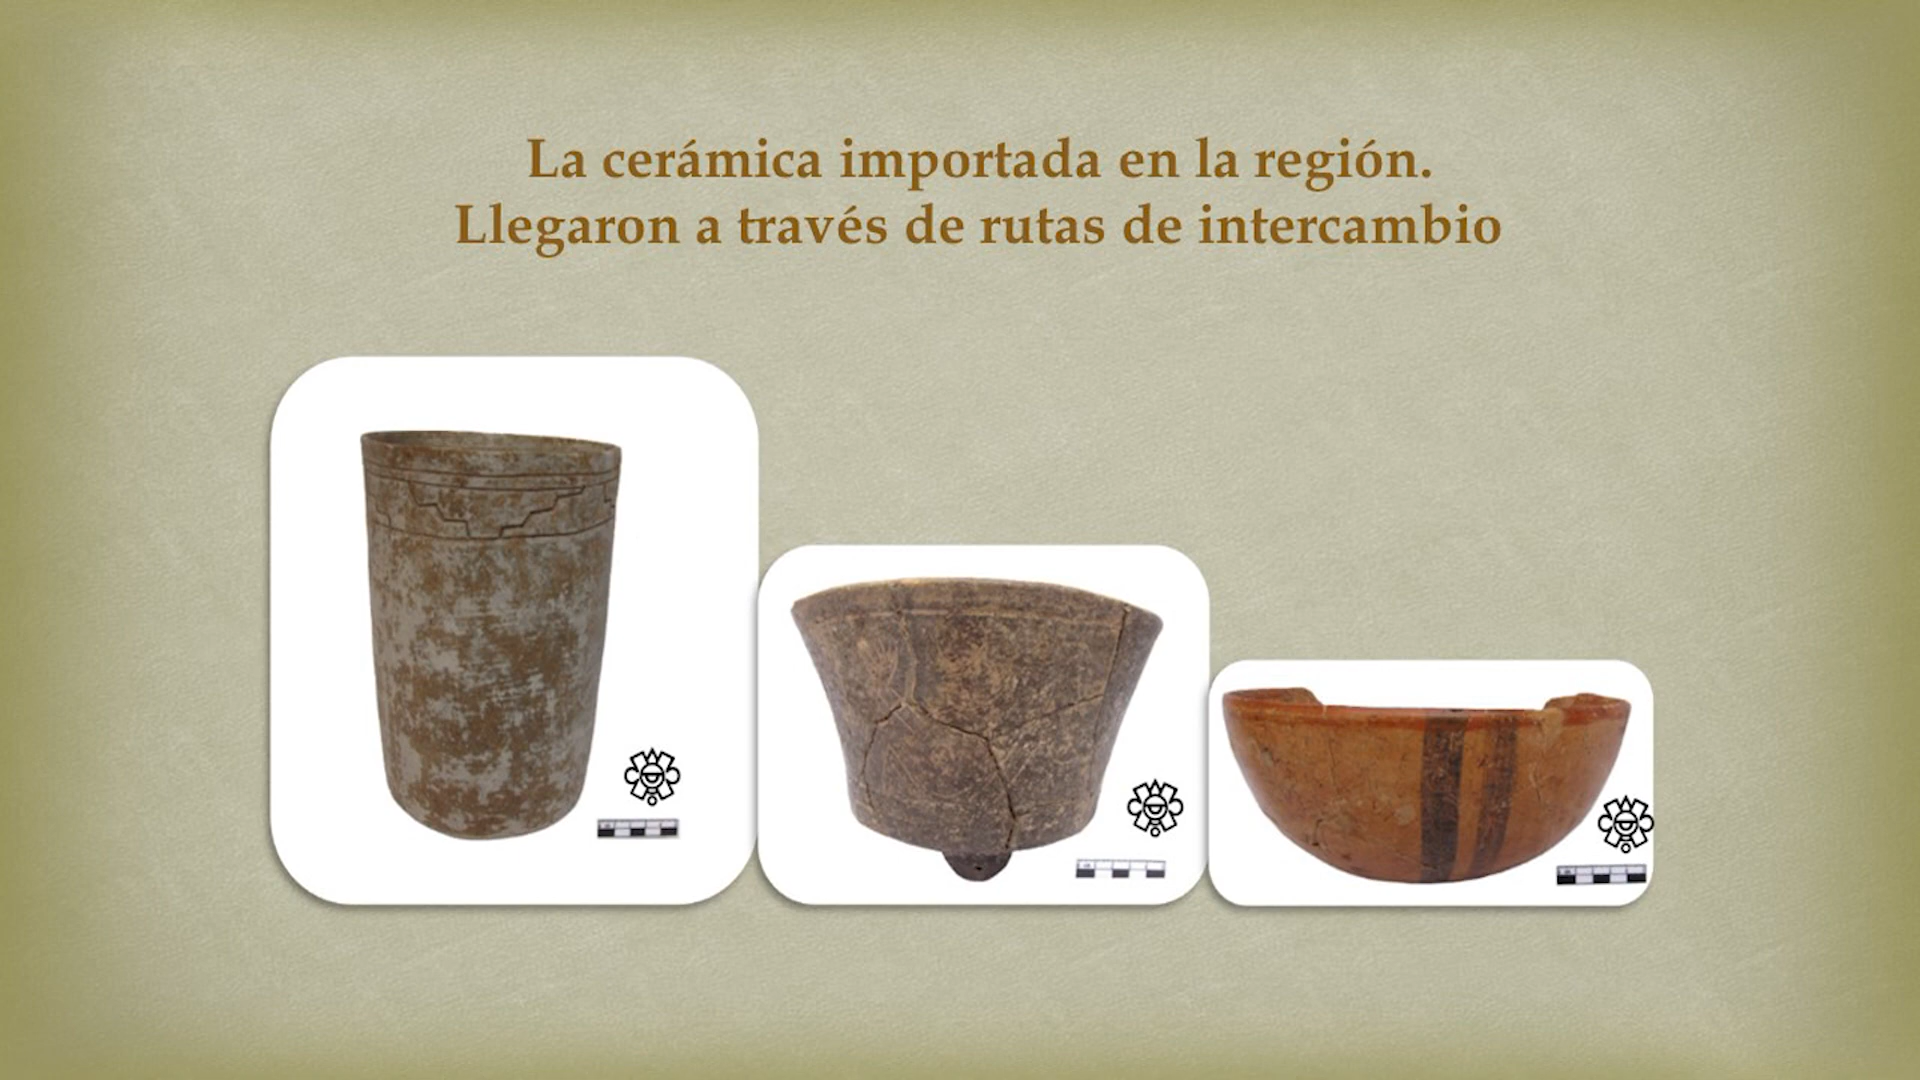 La cerámica importada en la región.
Llegaron a través de rutas de intercambio